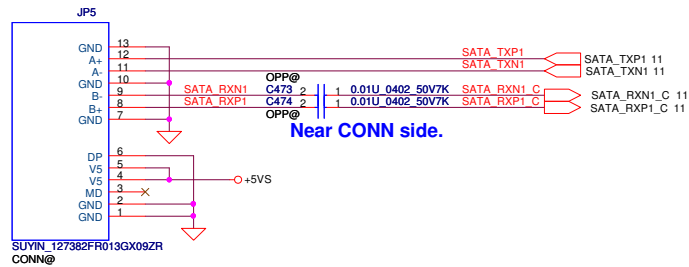 JP5
GND 13
A+ 12 SATA_TXP1 SATA_TXP1 11
A- 11 SATA_TXN1 SATA_TXN1 11
GND 10 OPP@
B- 9 SATA_RXN1 C473 2 1 0.01U_0402_50V7K SATA_RXN1_C SATA_RXN1_C 11
B+ 8 SATA_RXP1 C474 2 1 0.01U_0402_50V7K SATA_RXP1_C SATA_RXP1_C 11
GND 7 OPP@
Near CONN side.
DP 6
V5 5
V5 4 +5VS
MD 3
GND 2
GND 1
SUYIN_127382FR013GX09ZR
CONN@